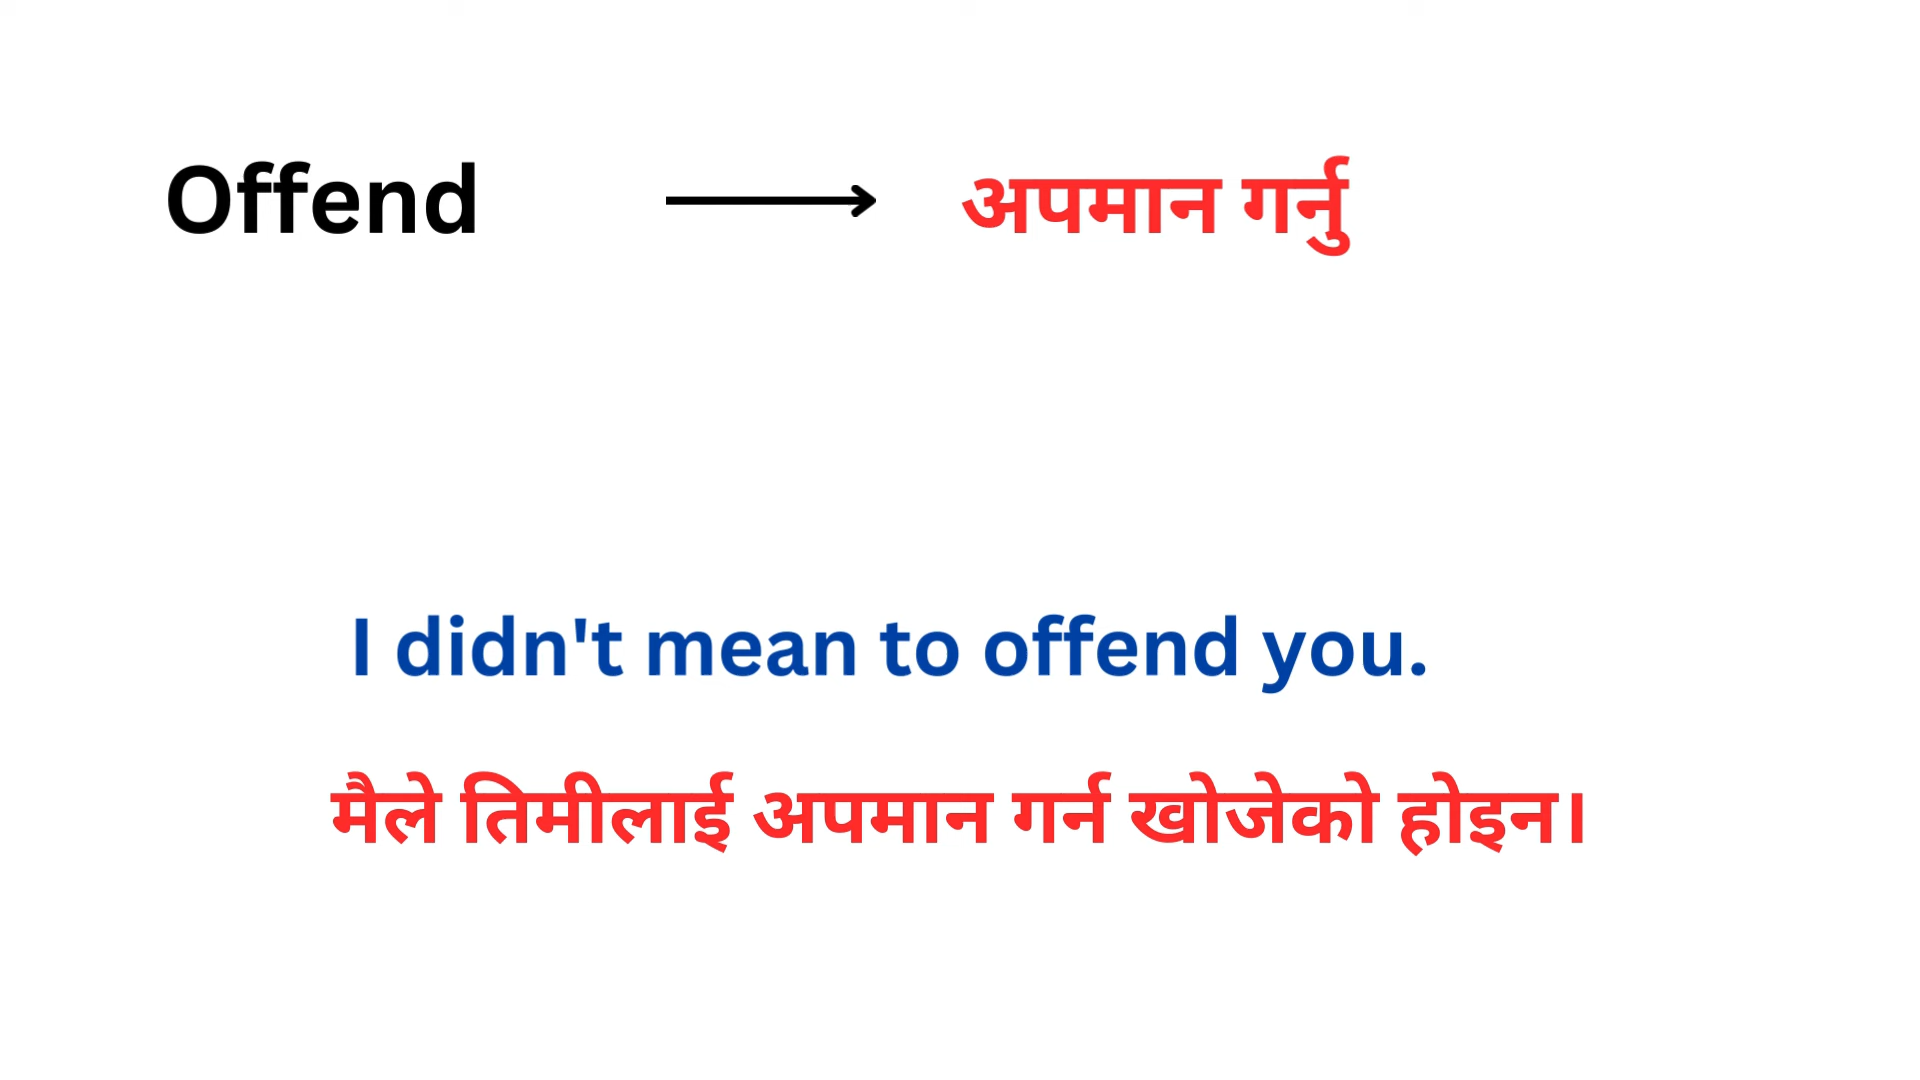 Offend → अपमान गर्नु
I didn't mean to offend you.
मैले तिमीलाई अपमान गर्न खोजेको होइन।